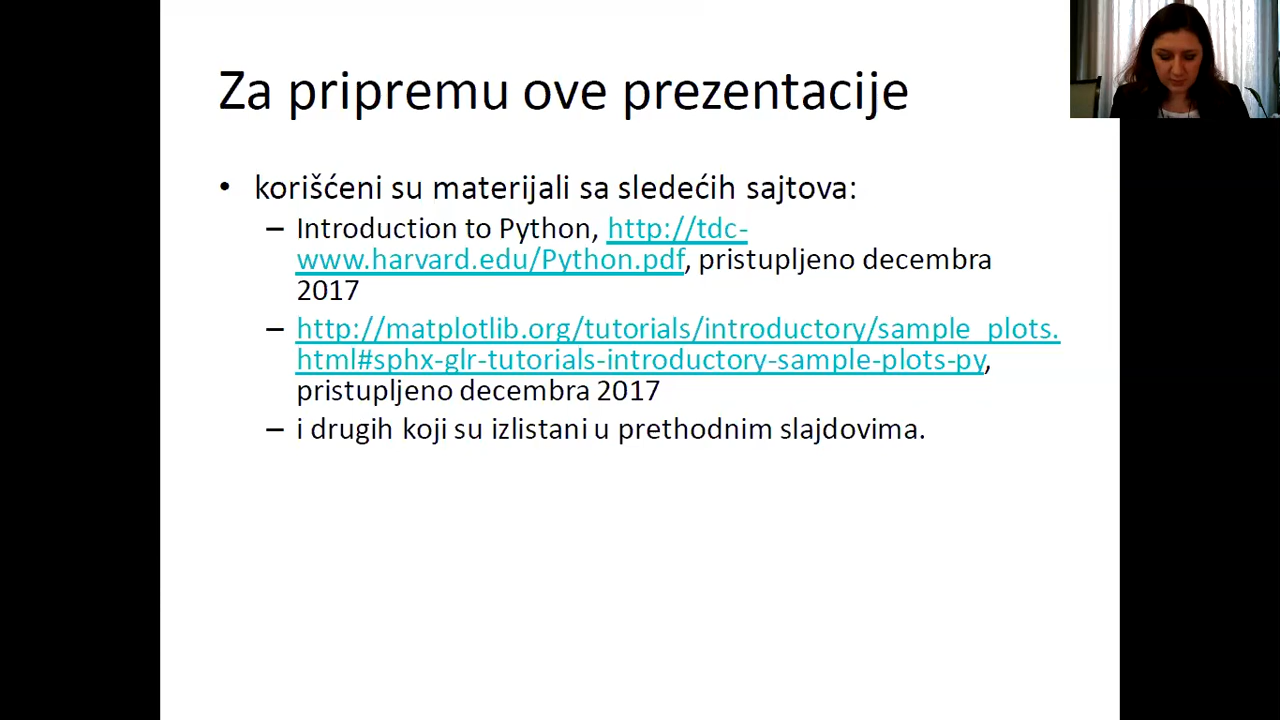 Za pripremu ove prezentacije
• korišćeni su materijali sa sledećih sajtova:
– Introduction to Python, http://tdc-
www.harvard.edu/Python.pdf, pristupljeno decembra
2017
– http://matplotlib.org/tutorials/introductory/sample_plots.
html#sphx-glr-tutorials-introductory-sample-plots-py,
pristupljeno decembra 2017
– i drugih koji su izlistani u prethodnim slajdovima.